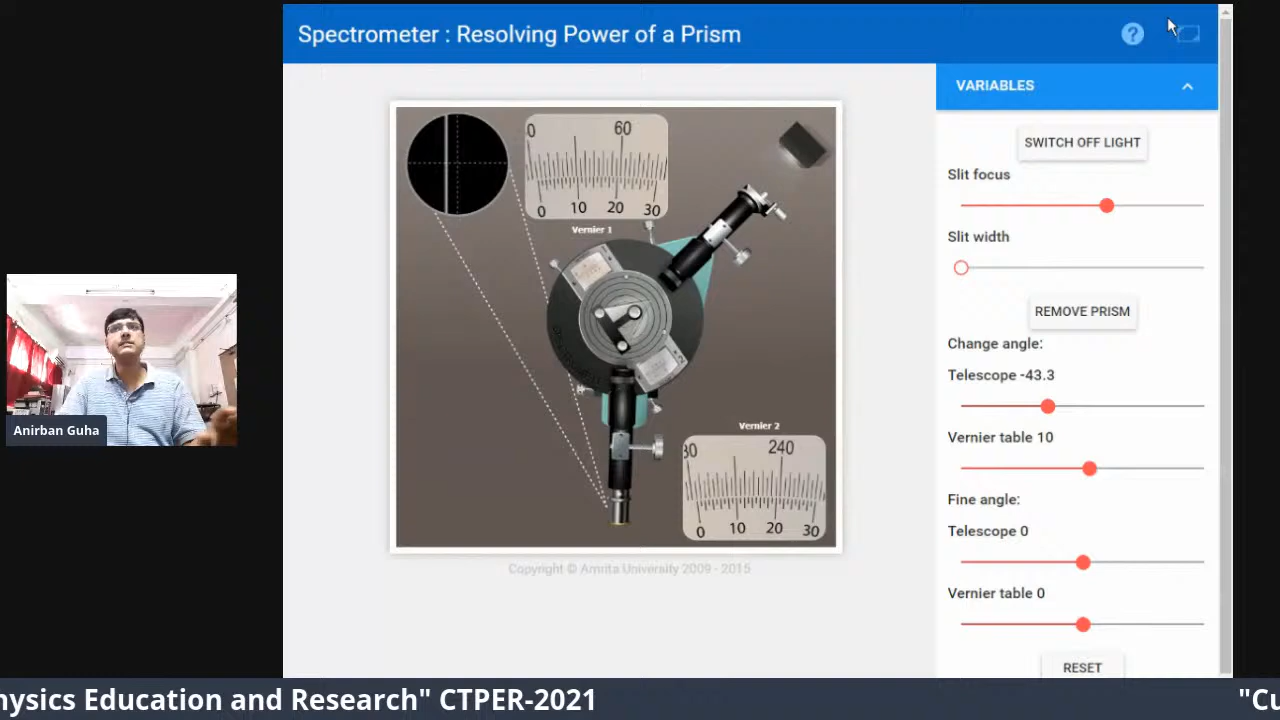 Spectrometer : Resolving Power of a Prism
?
VARIABLES
SWITCH OFF LIGHT
Slit focus
Slit width
REMOVE PRISM
Change angle:
Telescope -43.3
Vernier table 10
Fine angle:
Telescope 0
Vernier table 0
RESET
0 60
0 10 20 30
Vernier 1
Vernier 2
240
0 10 20 30
Copyright © Amrita University 2009 - 2015
Anirban Guha
hysics Education and Research" CTPER-2021
"Cu